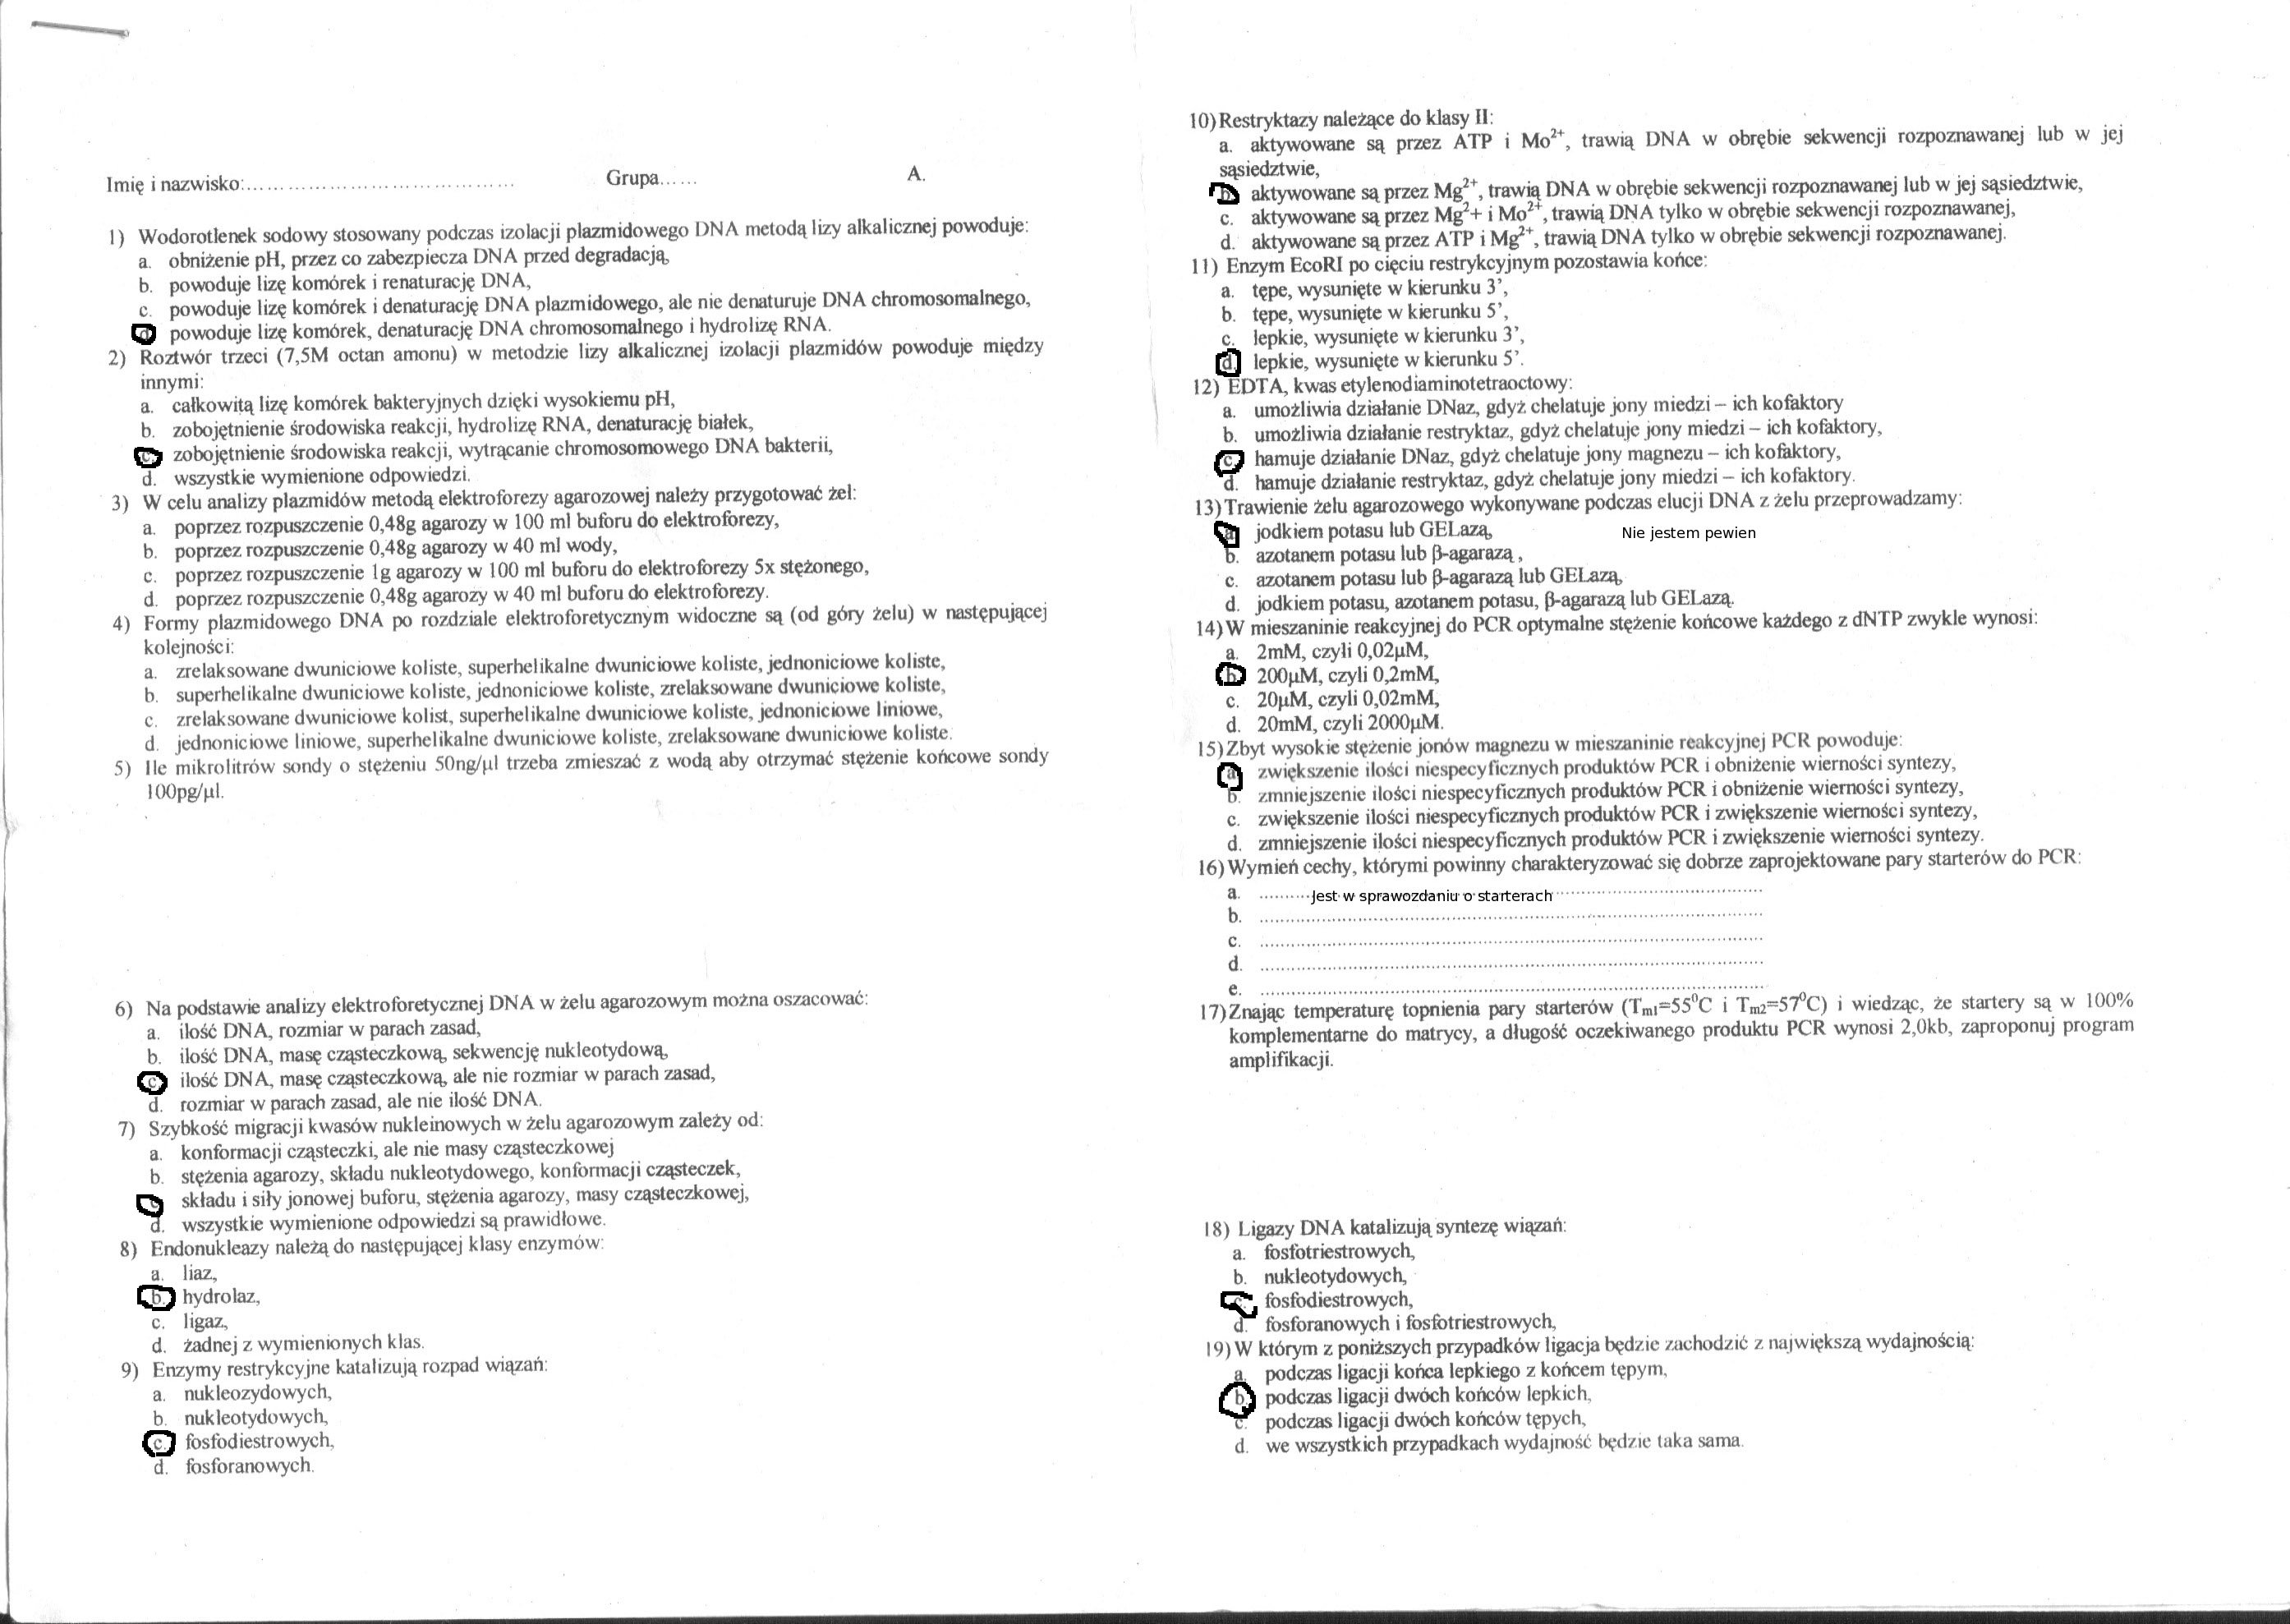 Imię i nazwisko:.......................................... Grupa...... A.
1) Wodorotlenek sodowy stosowany podczas izolacji plazmidowego DNA metodą lizy alkalicznej powoduje:
a. obniżenie pH, przez co zabezpiecza DNA przed degradacją,
b. powoduje lizę komórek i renaturację DNA,
c. powoduje lizę komórek i denaturację DNA plazmidowego, ale nie denaturuje DNA chromosomalnego,
d. powoduje lizę komórek, denaturację DNA chromosomalnego i hydrolizę RNA.
2) Roztwór trzeci (7,5M octan amonu) w metodzie lizy alkalicznej izolacji plazmidów powoduje między
innymi:
a. całkowitą lizę komórek bakteryjnych dzięki wysokiemu pH,
b. zobojętnienie środowiska reakcji, hydrolizę RNA, denaturację białek,
c. zobojętnienie środowiska reakcji, wytrącanie chromosomowego DNA bakterii,
d. wszystkie wymienione odpowiedzi.
3) W celu analizy plazmidów metodą elektroforezy agarozowej należy przygotować żel:
a. poprzez rozpuszczenie 0,48g agarozy w 100 ml buforu do elektroforezy,
b. poprzez rozpuszczenie 0,48g agarozy w 40 ml wody,
c. poprzez rozpuszczenie 1g agarozy w 100 ml buforu do elektroforezy 5x stężonego,
d. poprzez rozpuszczenie 0,48g agarozy w 40 ml buforu do elektroforezy.
4) Formy plazmidowego DNA po rozdziale elektroforetycznym widoczne są (od góry żelu) w następującej
kolejności:
a. zrelaksowane dwuniciowe koliste, superhelikalne dwuniciowe koliste, jednoniciowe koliste,
b. superhelikalne dwuniciowe koliste, jednoniciowe koliste, zrelaksowane dwuniciowe koliste,
c. zrelaksowane dwuniciowe kolist, superhelikalne dwuniciowe koliste, jednoniciowe liniowe,
d. jednoniciowe liniowe, superhelikalne dwuniciowe koliste, zrelaksowane dwuniciowe koliste.
5) Ile mikrolitrów sondy o stężeniu 50ng/µl trzeba zmieszać z wodą aby otrzymać stężenie końcowe sondy
100pg/µl.
6) Na podstawie analizy elektroforetycznej DNA w żelu agarozowym można oszacować:
a. ilość DNA, rozmiar w parach zasad,
b. ilość DNA, masę cząsteczkową, sekwencję nukleotydową,
c. ilość DNA, masę cząsteczkową, ale nie rozmiar w parach zasad,
d. rozmiar w parach zasad, ale nie ilość DNA.
7) Szybkość migracji kwasów nukleinowych w żelu agarozowym zależy od:
a. konformacji cząsteczki, ale nie masy cząsteczkowej
b. stężenia agarozy, składu nukleotydowego, konformacji cząsteczek,
c. składu i siły jonowej buforu, stężenia agarozy, masy cząsteczkowej,
d. wszystkie wymienione odpowiedzi są prawidłowe.
8) Endonukleazy należą do następującej klasy enzymów:
a. liaz,
b. hydrolaz,
c. ligaz,
d. żadnej z wymienionych klas.
9) Enzymy restrykcyjne katalizują rozpad wiązań:
a. nukleozydowych,
b. nukleotydowych,
c. fosfodiestrowych,
d. fosforanowych.
10) Restryktazy należące do klasy II:
a. aktywowane są przez ATP i Mo²⁺, trawią DNA w obrębie sekwencji rozpoznawanej lub w jej
sąsiedztwie,
b. aktywowane są przez Mg²⁺, trawią DNA w obrębie sekwencji rozpoznawanej lub w jej sąsiedztwie,
c. aktywowane są przez Mg²+ i Mo²⁺, trawią DNA tylko w obrębie sekwencji rozpoznawanej,
d. aktywowane są przez ATP i Mg²⁺, trawią DNA tylko w obrębie sekwencji rozpoznawanej.
11) Enzym EcoRI po cięciu restrykcyjnym pozostawia końce:
a. tępe, wysunięte w kierunku 3’,
b. tępe, wysunięte w kierunku 5’,
c. lepkie, wysunięte w kierunku 3’,
d. lepkie, wysunięte w kierunku 5’.
12) EDTA, kwas etylenodiaminotetraoctowy:
a. umożliwia działanie DNaz, gdyż chelatuje jony miedzi – ich kofaktory
b. umożliwia działanie restryktaz, gdyż chelatuje jony miedzi – ich kofaktory,
c. hamuje działanie DNaz, gdyż chelatuje jony magnezu – ich kofaktory,
d. hamuje działanie restryktaz, gdyż chelatuje jony miedzi – ich kofaktory.
13) Trawienie żelu agarozowego wykonywane podczas elucji DNA z żelu przeprowadzamy:
a. jodkiem potasu lub GELazą, Nie jestem pewien
b. azotanem potasu lub β-agarazą,
c. azotanem potasu lub β-agarazą lub GELazą,
d. jodkiem potasu, azotanem potasu, β-agarazą lub GELazą.
14) W mieszaninie reakcyjnej do PCR optymalne stężenie końcowe każdego z dNTP zwykle wynosi:
a. 2mM, czyli 0,02µM,
b. 200µM, czyli 0,2mM,
c. 20µM, czyli 0,02mM,
d. 20mM, czyli 2000µM.
15) Zbyt wysokie stężenie jonów magnezu w mieszaninie reakcyjnej PCR powoduje:
a. zwiększenie ilości niespecyficznych produktów PCR i obniżenie wierności syntezy,
b. zmniejszenie ilości niespecyficznych produktów PCR i obniżenie wierności syntezy,
c. zwiększenie ilości niespecyficznych produktów PCR i zwiększenie wierności syntezy,
d. zmniejszenie ilości niespecyficznych produktów PCR i zwiększenie wierności syntezy.
16) Wymień cechy, którymi powinny charakteryzować się dobrze zaprojektowane pary starterów do PCR:
a. ..........Jest w sprawozdaniu o starterach..........
b. ..........
c. ..........
d. ..........
e. ..........
17) Znając temperaturę topnienia pary starterów (Tm1=55⁰C i Tm2=57⁰C) i wiedząc, że startery są w 100%
komplementarne do matrycy, a długość oczekiwanego produktu PCR wynosi 2,0kb, zaproponuj program
amplifikacji.
18) Ligazy DNA katalizują syntezę wiązań:
a. fosfotriestrowych,
b. nukleotydowych,
c. fosfodiestrowych,
d. fosforanowych i fosfotriestrowych,
19) W którym z poniższych przypadków ligacja będzie zachodzić z największą wydajnością:
a. podczas ligacji końca lepkiego z końcem tępym,
b. podczas ligacji dwóch końców lepkich,
c. podczas ligacji dwóch końców tępych,
d. we wszystkich przypadkach wydajność będzie taka sama.